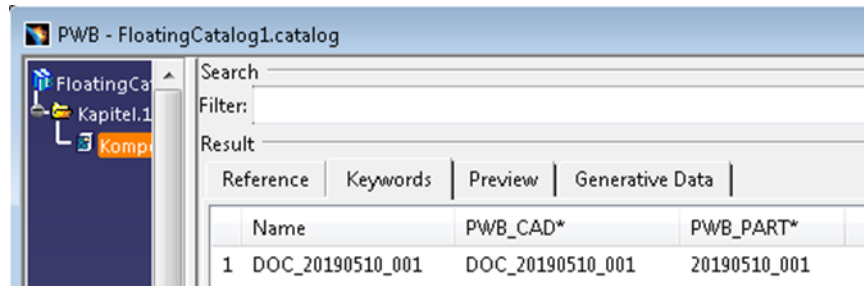 PWB - FloatingCatalog1.catalog
FloatingCa
Kapitel.1
Kompo
Search
Filter:
Result
Reference Keywords Preview Generative Data
Name PWB_CAD* PWB_PART*
1 DOC_20190510_001 DOC_20190510_001 20190510_001